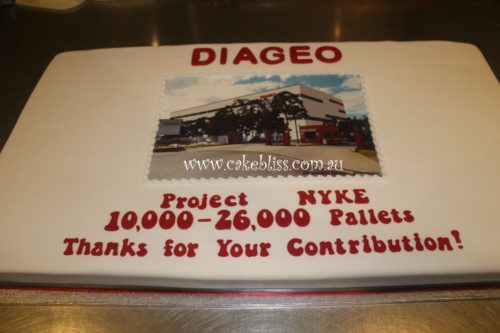 DIAGEO
www.cakebliss.com.au
Project NYKE
10,000-26,000 Pallets
Thanks for Your Contribution!